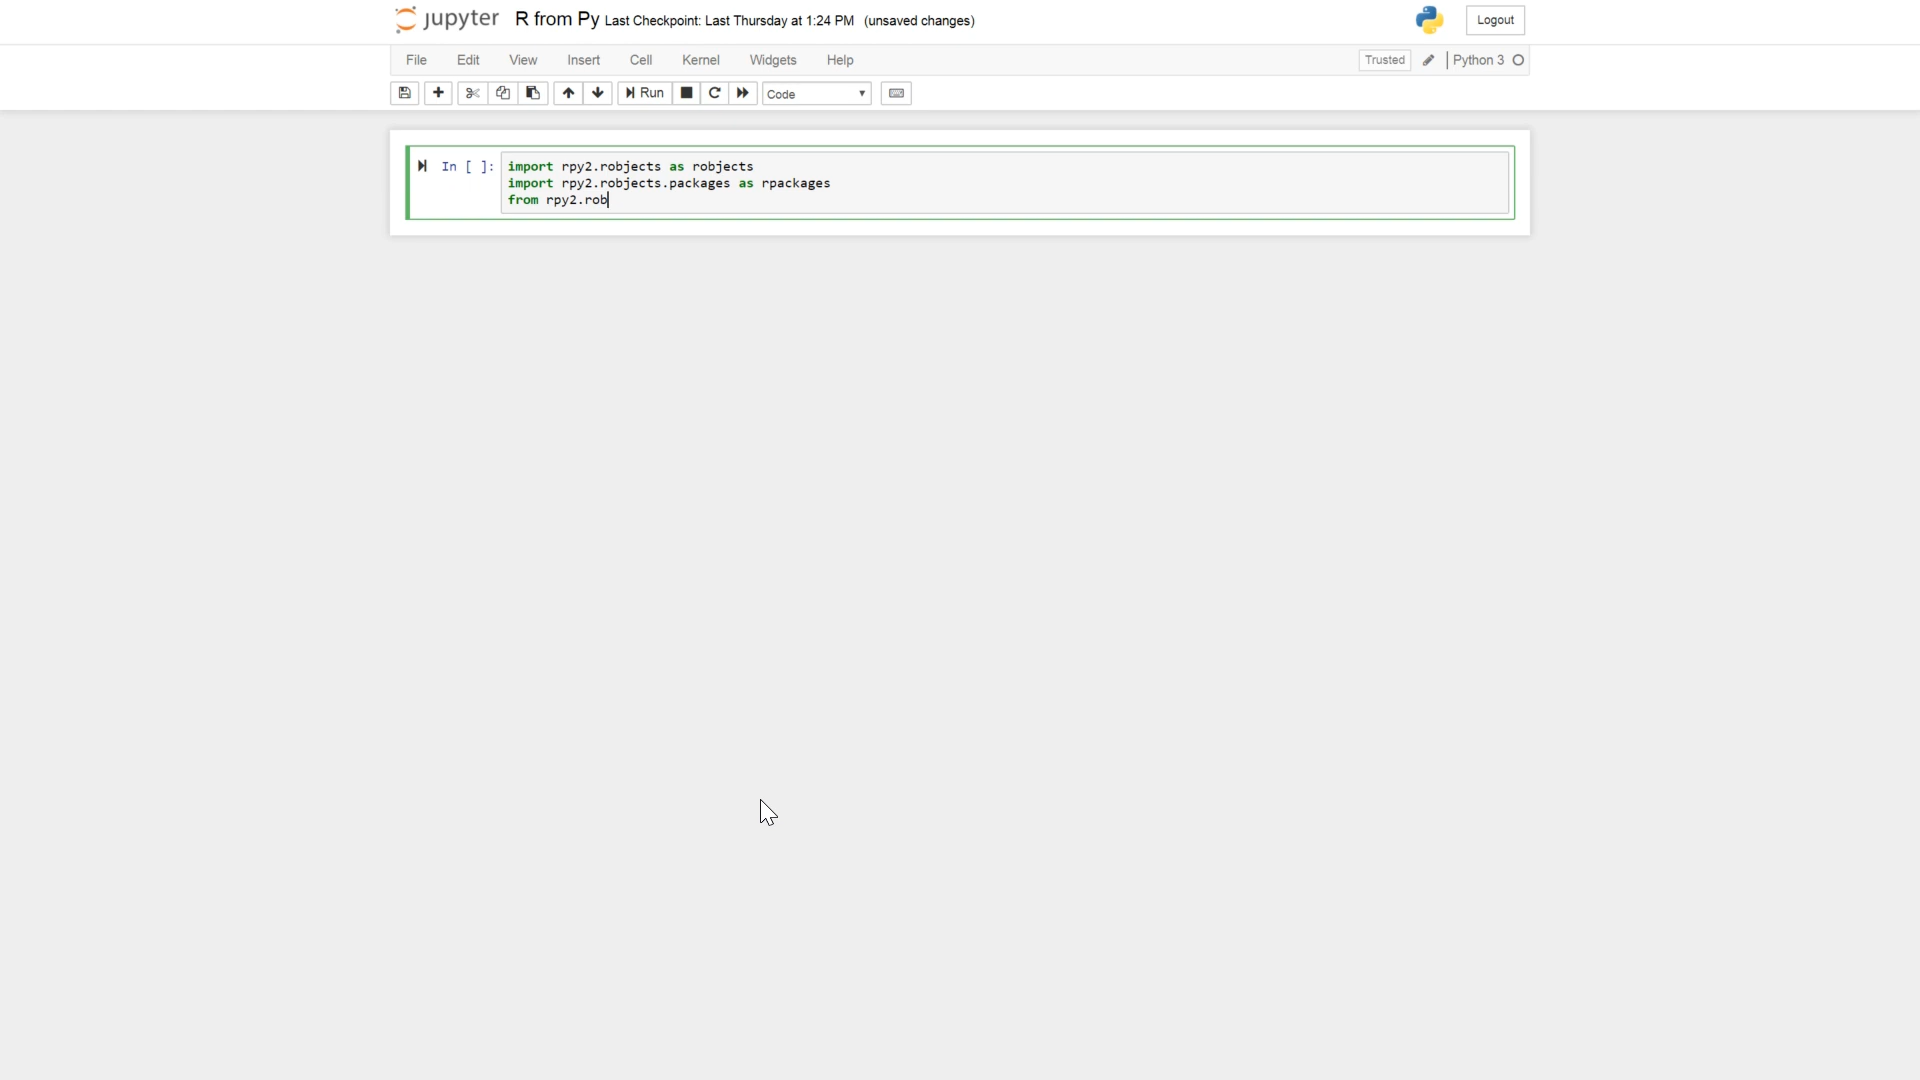 jupyter R from Py Last Checkpoint: Last Thursday at 1:24 PM (unsaved changes)
Logout
File Edit View Insert Cell Kernel Widgets Help
Trusted Python 3
Run Code
In [ ]: import rpy2.robjects as robjects
import rpy2.robjects.packages as rpackages
from rpy2.rob